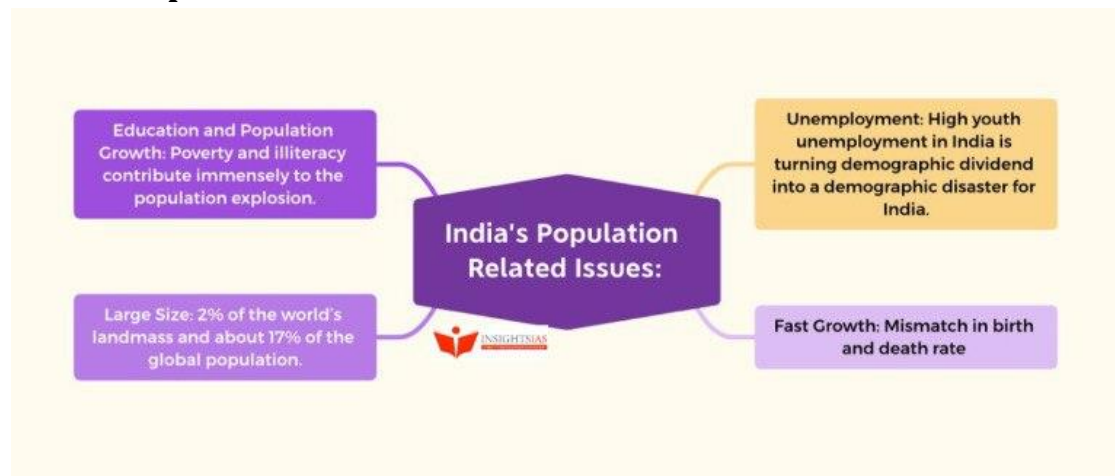 Education and Population
Growth: Poverty and illiteracy
contribute immensely to the
population explosion.
Unemployment: High youth
unemployment in India is
turning demographic dividend
into a demographic disaster for
India.
India's Population
Related Issues:
Large Size: 2% of the world's
landmass and about 17% of the
global population.
Fast Growth: Mismatch in birth
and death rate
INSIGHTSIAS